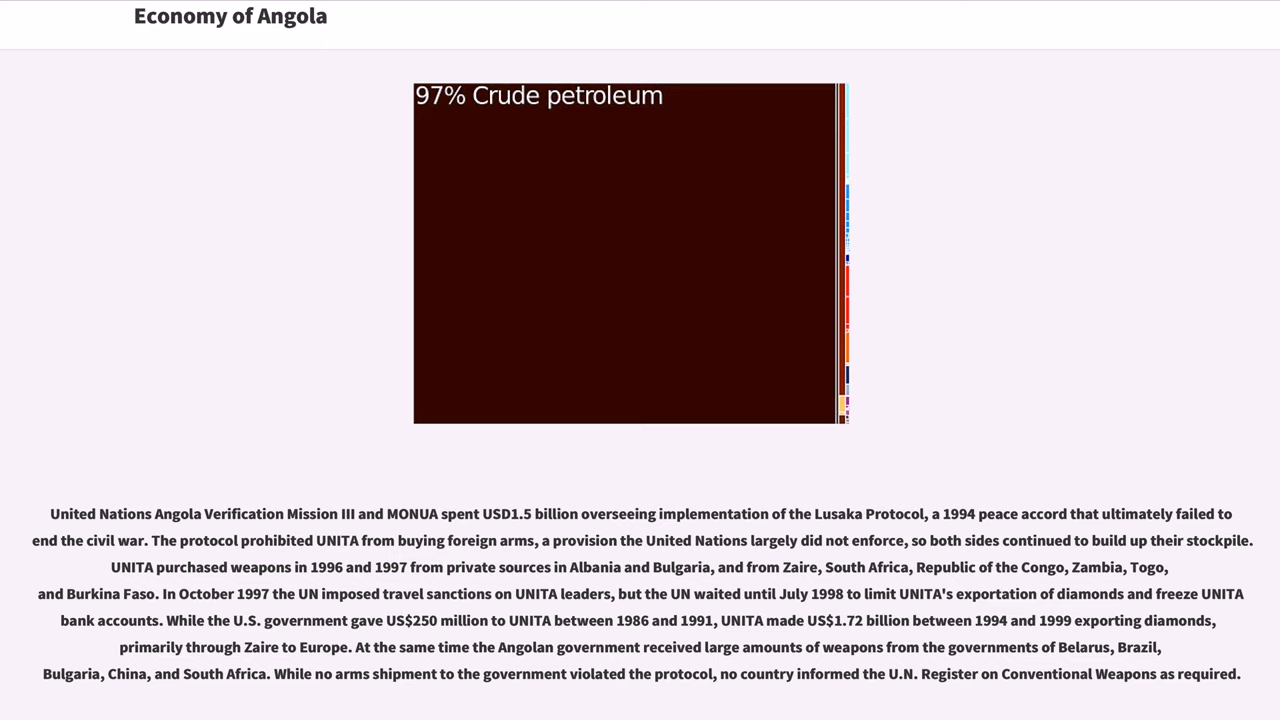 Economy of Angola
97% Crude petroleum
United Nations Angola Verification Mission III and MONUA spent USD1.5 billion overseeing implementation of the Lusaka Protocol, a 1994 peace accord that ultimately failed to
end the civil war. The protocol prohibited UNITA from buying foreign arms, a provision the United Nations largely did not enforce, so both sides continued to build up their stockpile.
UNITA purchased weapons in 1996 and 1997 from private sources in Albania and Bulgaria, and from Zaire, South Africa, Republic of the Congo, Zambia, Togo,
and Burkina Faso. In October 1997 the UN imposed travel sanctions on UNITA leaders, but the UN waited until July 1998 to limit UNITA's exportation of diamonds and freeze UNITA
bank accounts. While the U.S. government gave US$250 million to UNITA between 1986 and 1991, UNITA made US$1.72 billion between 1994 and 1999 exporting diamonds,
primarily through Zaire to Europe. At the same time the Angolan government received large amounts of weapons from the governments of Belarus, Brazil,
Bulgaria, China, and South Africa. While no arms shipment to the government violated the protocol, no country informed the U.N. Register on Conventional Weapons as required.